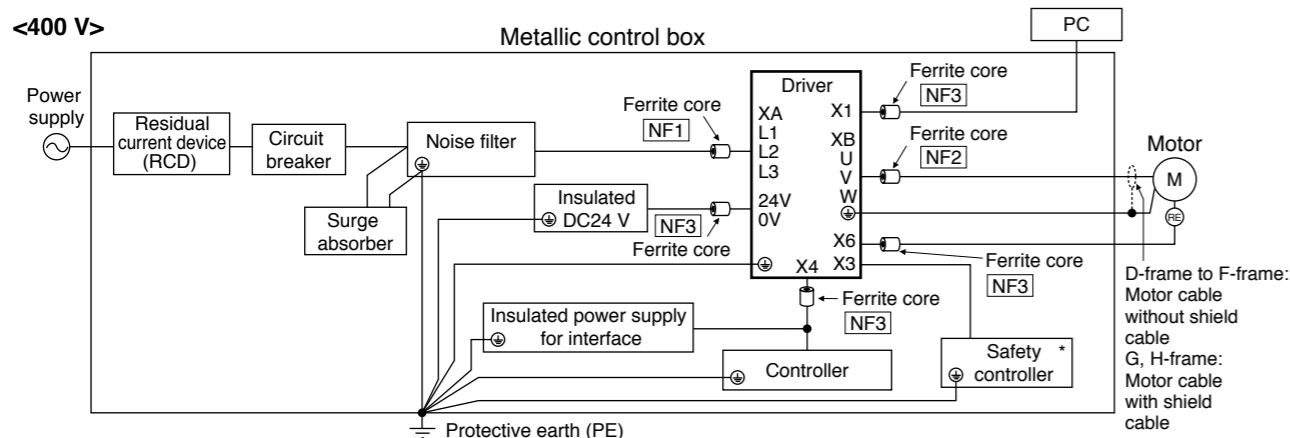 <400 V>
Metallic control box
PC
Power
supply
Residual
current device
(RCD)
Circuit
breaker
Noise filter
Surge
absorber
Ferrite core
NF1
Insulated
DC24 V
NF3
Ferrite core
Driver
XA
L1
L2
L3
24V
0V
X1
XB
U
V
W
X6
X4
X3
Ferrite core
NF3
Ferrite core
NF2
Motor
M
RE
Ferrite core
NF3
Ferrite core
NF3
Insulated power supply
for interface
Controller
Safety *
controller
D-frame to F-frame:
Motor cable
without shield
cable
G, H-frame:
Motor cable
with shield
cable
Protective earth (PE)